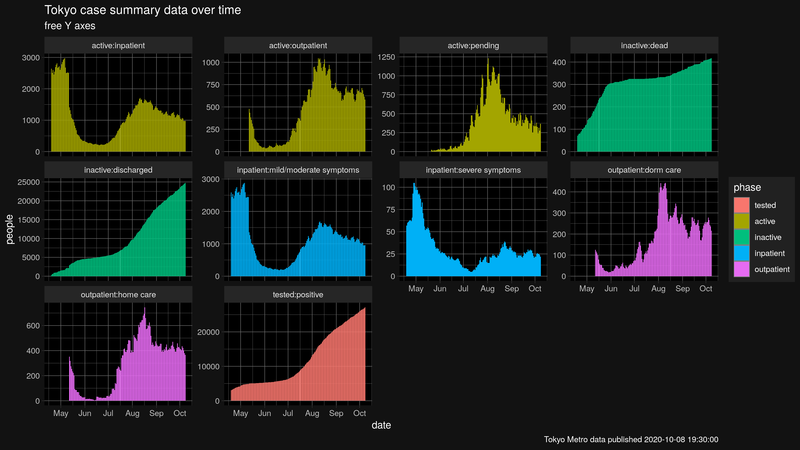 Tokyo case summary data over time
free Y axes
active:inpatient
active:outpatient
active:pending
inactive:dead
3000
2000
1000
0
1000
750
500
250
0
1250
1000
750
500
250
0
400
300
200
100
0
inactive:discharged
inpatient:mild/moderate symptoms
inpatient:severe symptoms
outpatient:dorm care
25000
20000
15000
10000
5000
0
3000
2000
1000
0
100
75
50
25
0
400
300
200
100
0
May Jun Jul Aug Sep Oct
May Jun Jul Aug Sep Oct
outpatient:home care
tested:positive
600
400
200
0
20000
10000
0
May Jun Jul Aug Sep Oct
May Jun Jul Aug Sep Oct
people
date
phase
tested
active
inactive
inpatient
outpatient
Tokyo Metro data published 2020-10-08 19:30:00